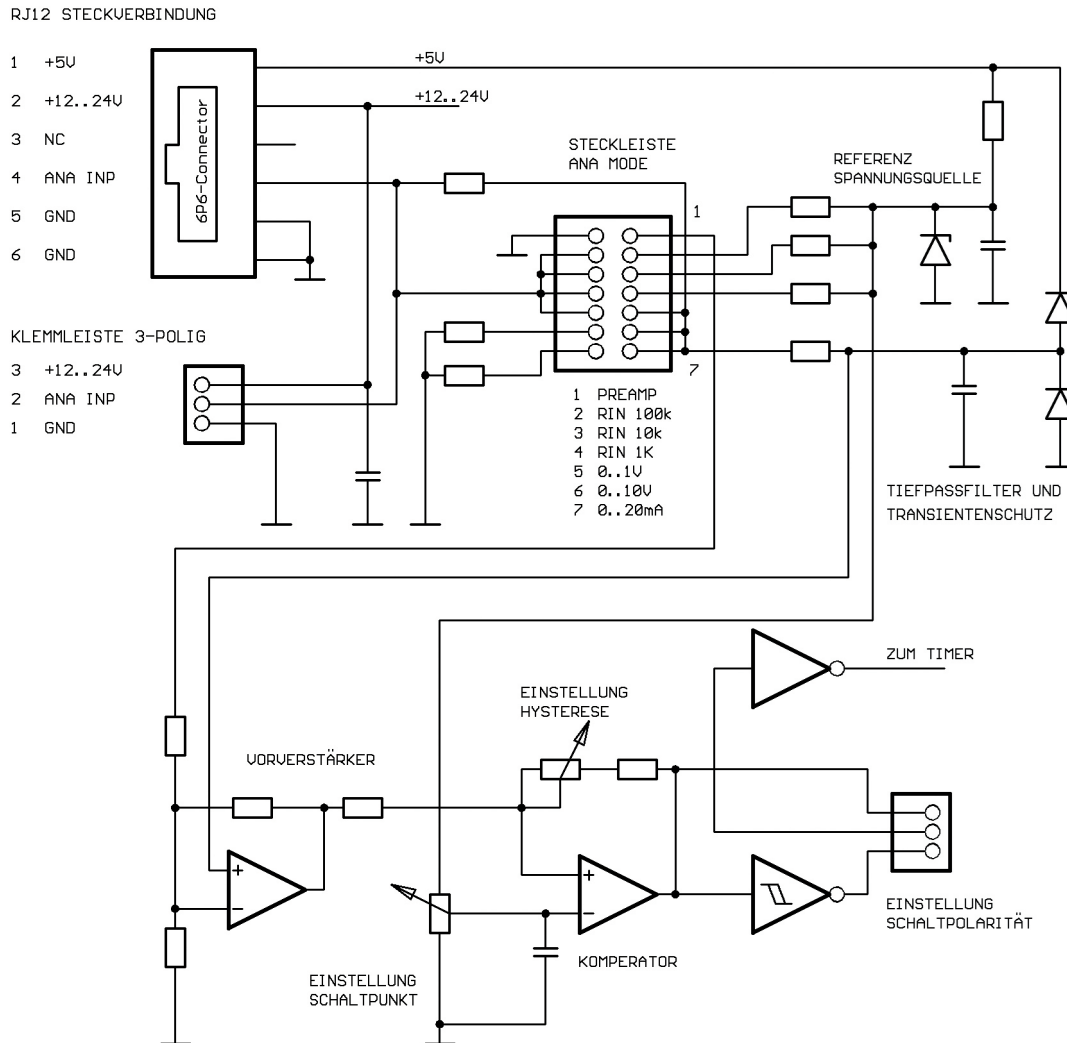 RJ12 STECKVERBINDUNG
1 +5V
2 +12..24V
3 NC
4 ANA INP
5 GND
6 GND
6P6-Connector
+5V
+12..24V
STECKLEISTE
ANA MODE
1
7
REFERENZ
SPANNUNGSQUELLE
KLEMMLEISTE 3-POLIG
3 +12..24V
2 ANA INP
1 GND
1 PREAMP
2 RIN 100k
3 RIN 10k
4 RIN 1K
5 0..1V
6 0..10V
7 0..20mA
TIEFPASSFILTER UND
TRANSIENTENSCHUTZ
ZUM TIMER
EINSTELLUNG
HYSTERESE
VORVERSTÄRKER
+
-
+
-
EINSTELLUNG
SCHALTPOLARITÄT
KOMPERATOR
EINSTELLUNG
SCHALTPUNKT